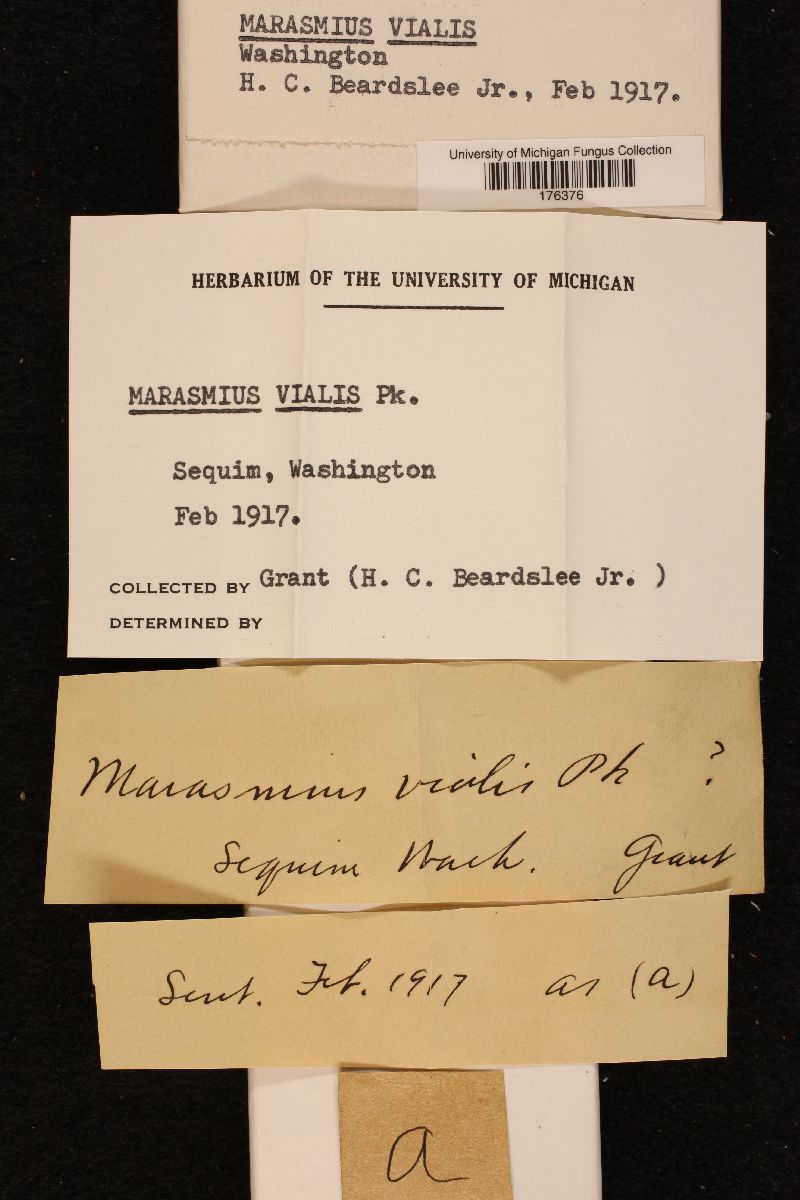 MARASMIUS VIALIS
Washington
H. C. Beardslee Jr., Feb 1917.
University of Michigan Fungus Collection
176376
HERBARIUM OF THE UNIVERSITY OF MICHIGAN
MARASMIUS VIALIS Pk.
Sequim, Washington
Feb 1917.
COLLECTED BY Grant (H. C. Beardslee Jr. )
DETERMINED BY
Marasmius vialis Pk ?
Sequim Wash. Grant
Sent. Feb. 1917 as (a)
a